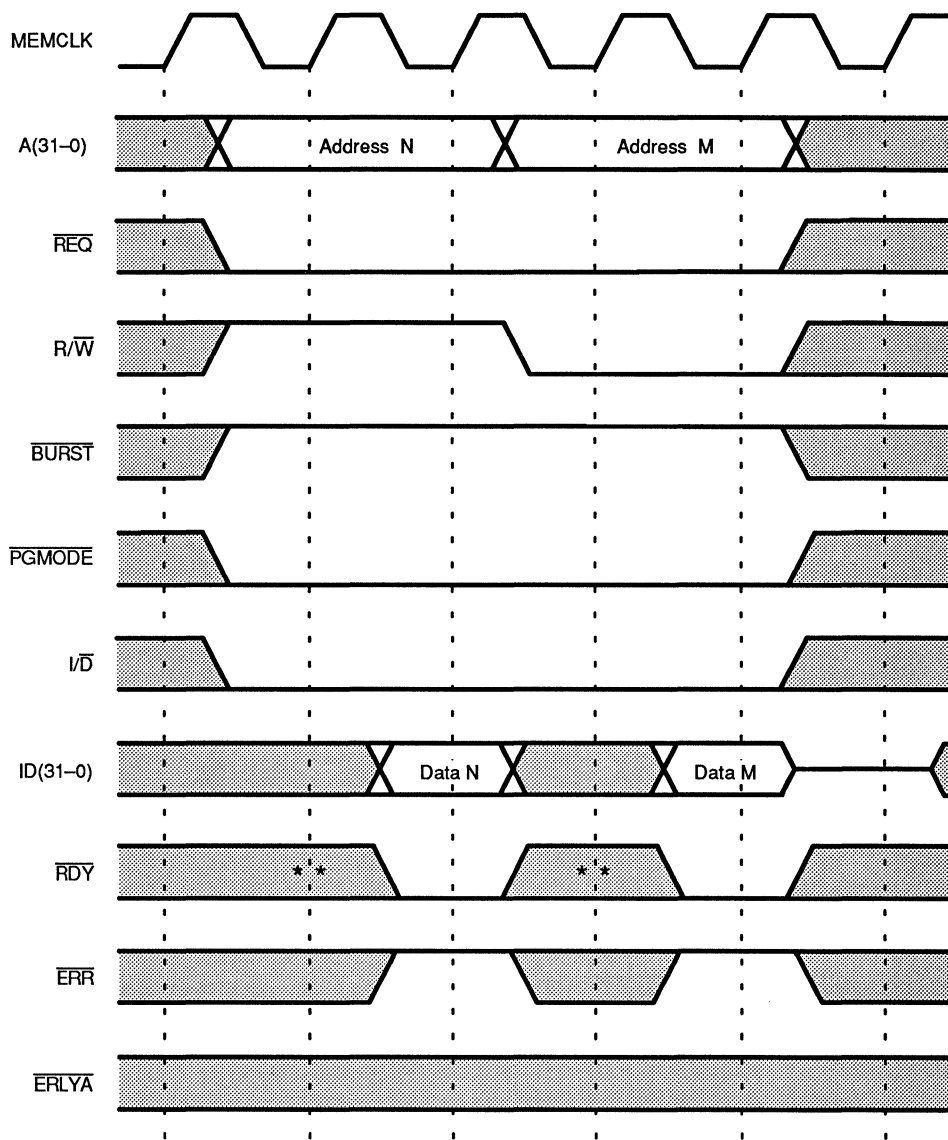 MEMCLK
A(31–0)
Address N
Address M
REQ
R/W
BURST
PGMODE
I/D
ID(31–0)
Data N
Data M
RDY
* *
* *
ERR
ERLYA